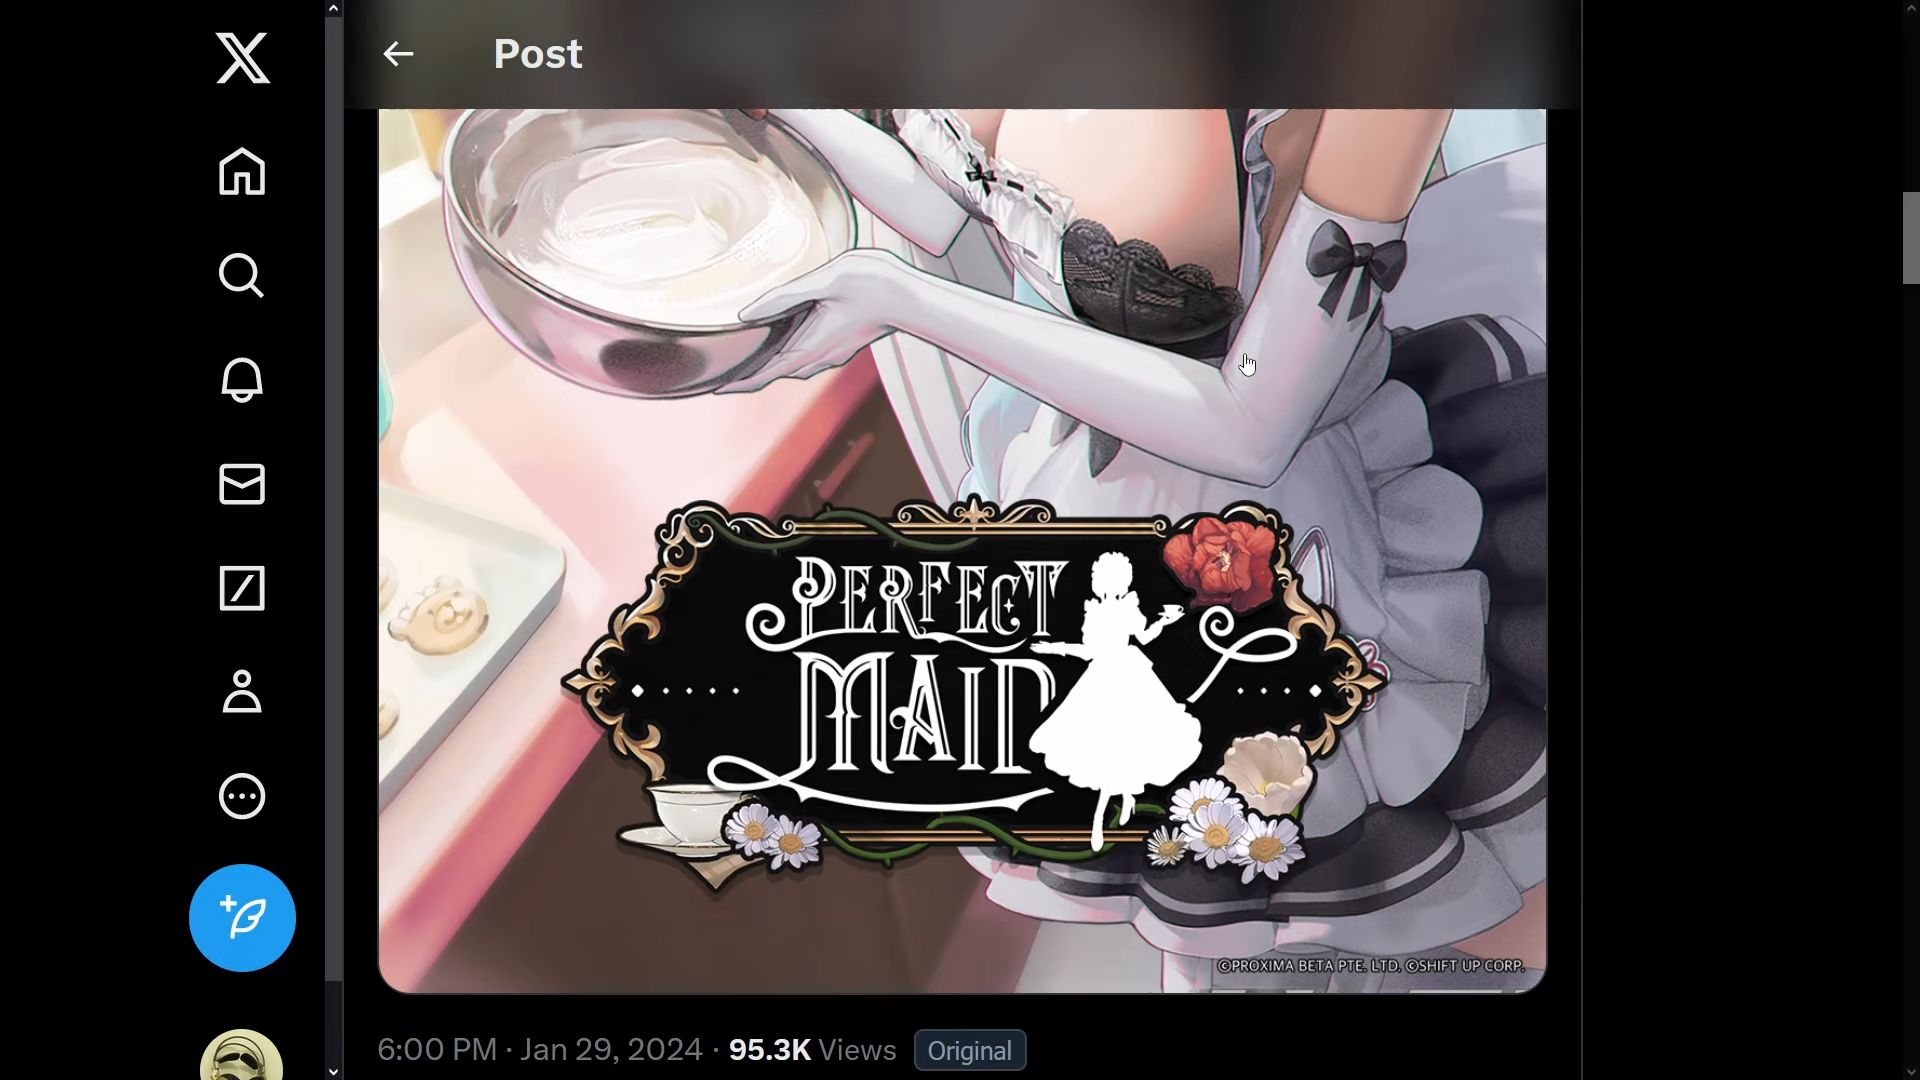 Post
PERFECT
MAID
©PROXIMA BETA PTE. LTD. ©SHIFT UP CORP.
6:00 PM · Jan 29, 2024 · 95.3K Views Original